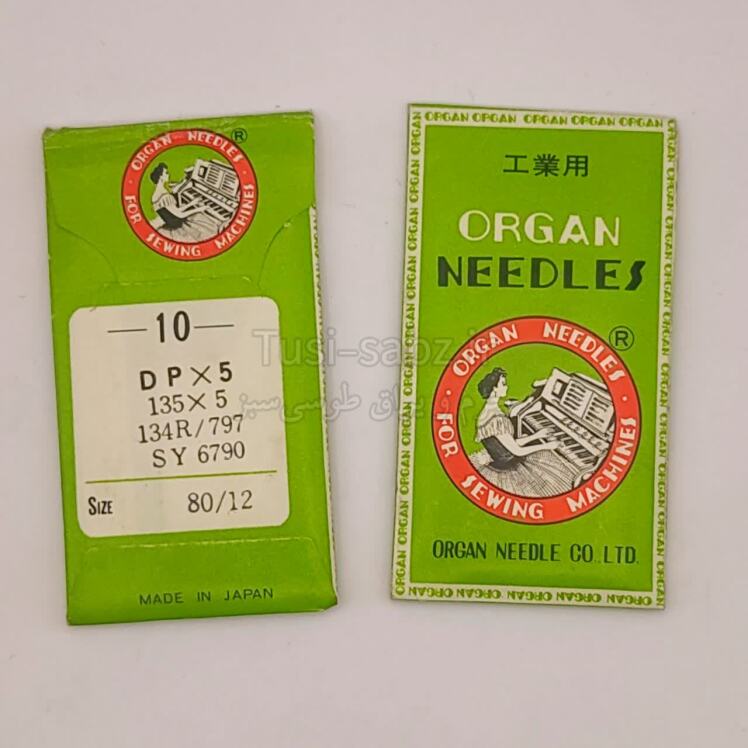 ORGAN NEEDLES ®
FOR SEWING MACHINES
—10—
DP×5
135×5
134R/797
SY 6790
SIZE 80/12
MADE IN JAPAN
ORGAN ORGAN ORGAN ORGAN ORGAN
工業用
ORGAN
NEEDLES
ORGAN NEEDLES ®
FOR SEWING MACHINES
ORGAN NEEDLE CO.,LTD.